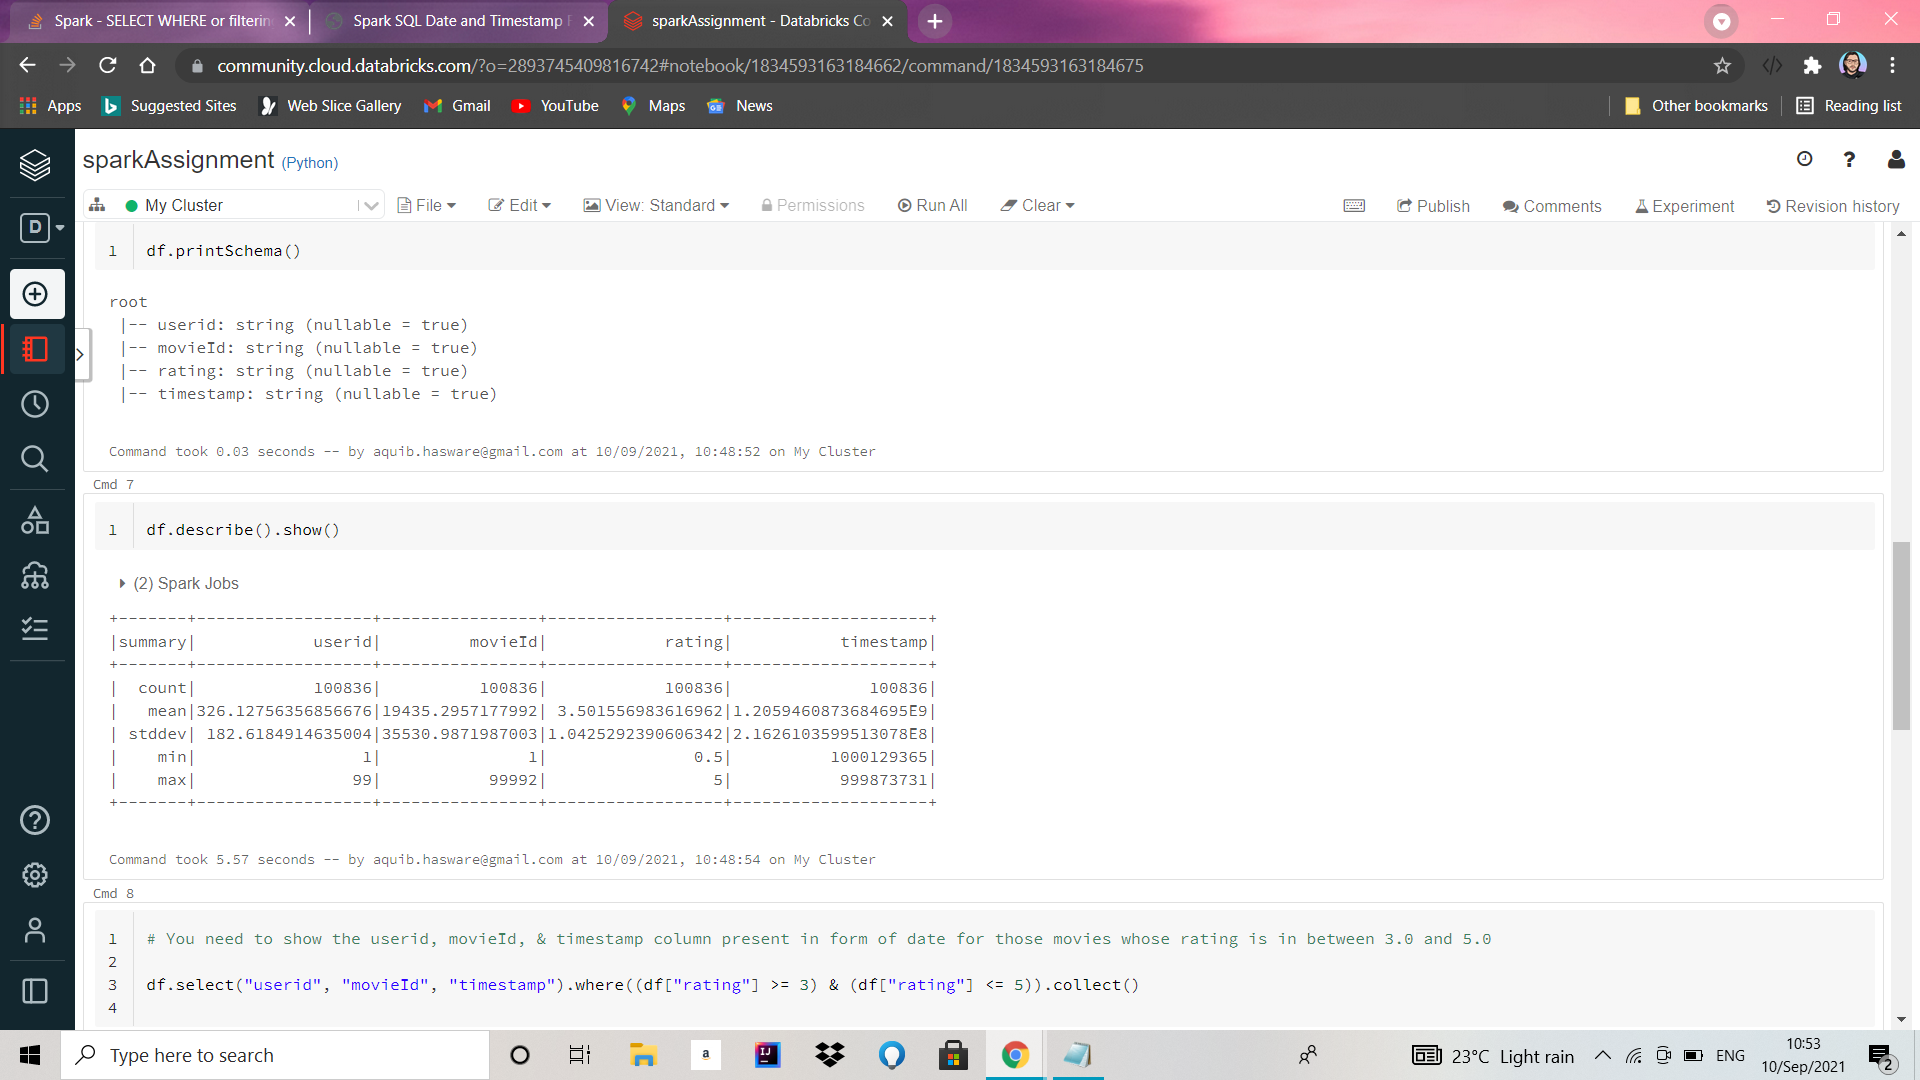 Spark - SELECT WHERE or filterin
Spark SQL Date and Timestamp F
sparkAssignment - Databricks Co
community.cloud.databricks.com/?o=2893745409816742#notebook/1834593163184662/command/1834593163184675
Apps
Suggested Sites
Web Slice Gallery
Gmail
YouTube
Maps
News
Other bookmarks
Reading list
sparkAssignment (Python)
D
My Cluster
File
Edit
View: Standard
Permissions
Run All
Clear
Publish
Comments
Experiment
Revision history
1 df.printSchema()
root
|-- userid: string (nullable = true)
|-- movieId: string (nullable = true)
|-- rating: string (nullable = true)
|-- timestamp: string (nullable = true)
Command took 0.03 seconds -- by aquib.hasware@gmail.com at 10/09/2021, 10:48:52 on My Cluster
Cmd 7
1 df.describe().show()
(2) Spark Jobs
+-------+------------------+----------------+------------------+--------------------+
|summary|            userid|         movieId|            rating|           timestamp|
+-------+------------------+----------------+------------------+--------------------+
|  count|            100836|          100836|            100836|              100836|
|   mean|326.12756356856676|19435.2957177992| 3.501556983616962|1.2059460873684695E9|
| stddev| 182.6184914635004|35530.9871987003|1.0425292390606342|2.1626103599513078E8|
|    min|                 1|               1|               0.5|          1000129365|
|    max|                99|           99992|                 5|           999873731|
+-------+------------------+----------------+------------------+--------------------+
Command took 5.57 seconds -- by aquib.hasware@gmail.com at 10/09/2021, 10:48:54 on My Cluster
Cmd 8
1 # You need to show the userid, movieId, & timestamp column present in form of date for those movies whose rating is in between 3.0 and 5.0
2
3 df.select("userid", "movieId", "timestamp").where((df["rating"] >= 3) & (df["rating"] <= 5)).collect()
4
Type here to search
a
IJ
23°C Light rain
ENG
10:53
10/Sep/2021
2